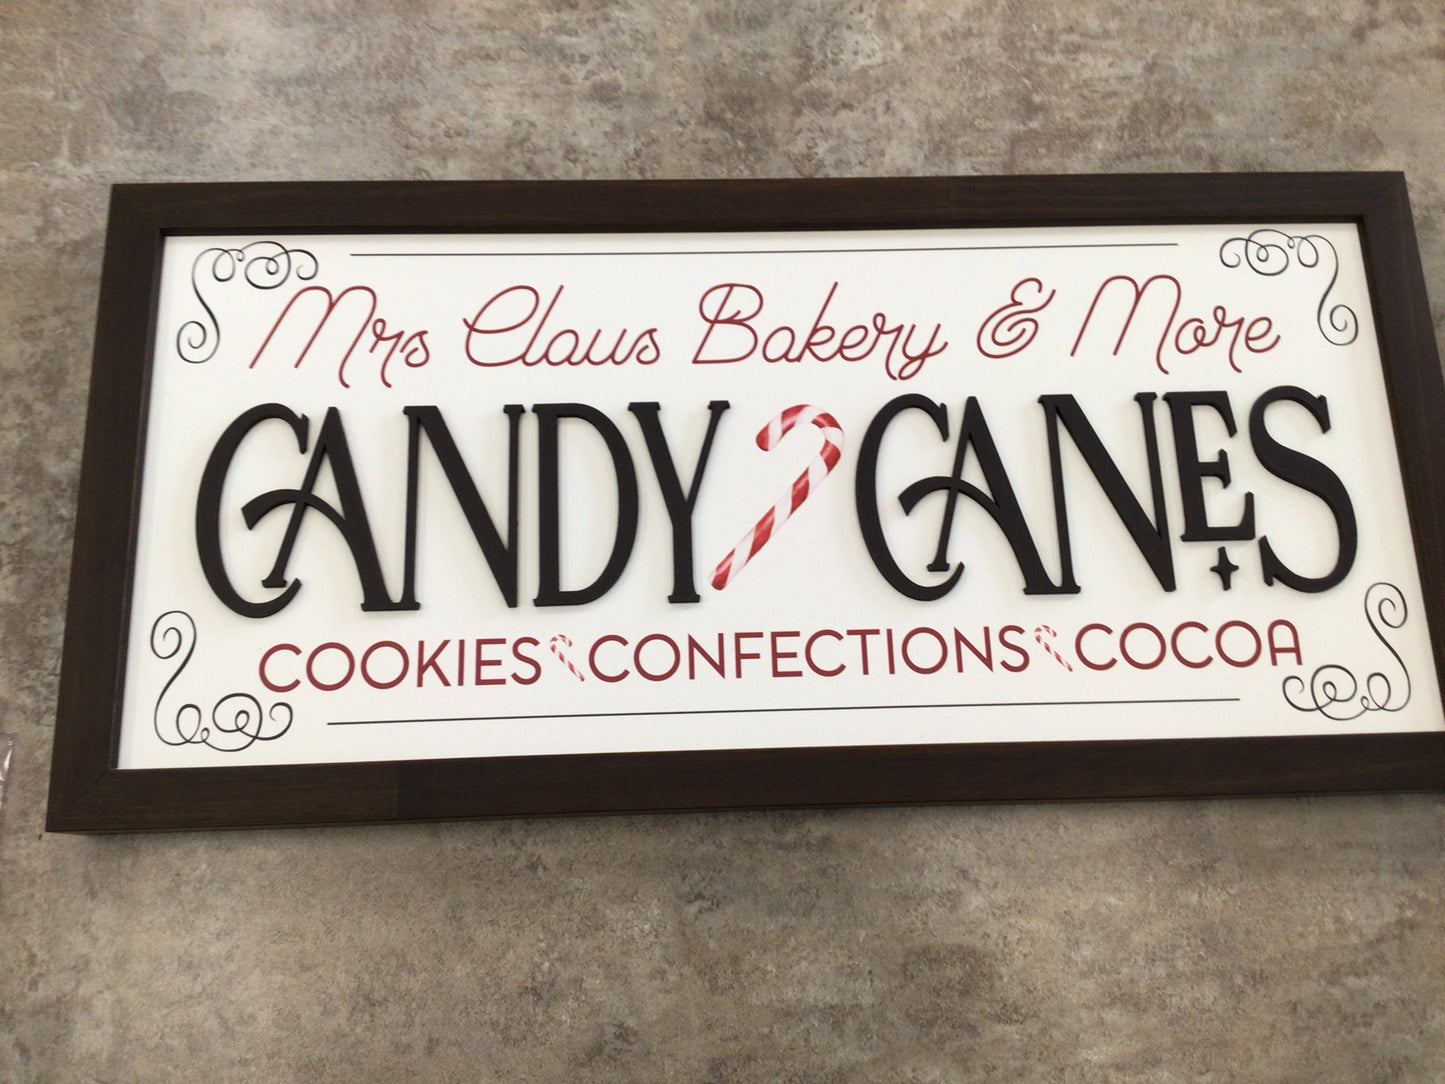 Mrs Claus Bakery & More
CANDY CANES
COOKIES CONFECTIONS COCOA